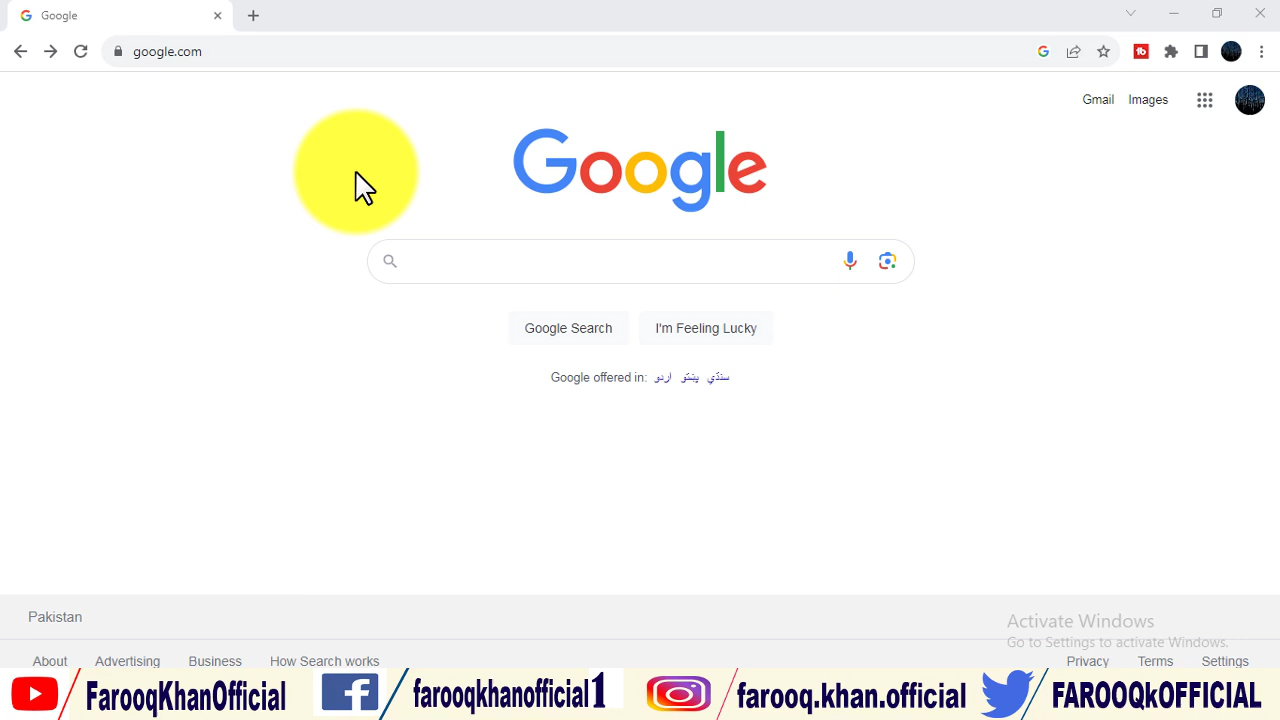 Google
google.com
Gmail Images
Google
Google Search I'm Feeling Lucky
Google offered in: اردو پښتو سنڌي
Pakistan
Activate Windows
Go to Settings to activate Windows.
About Advertising Business How Search works Privacy Terms Settings
FarooqKhanOfficial farooqkhanofficial1 farooq.khan.official FAROOQkOFFICIAL